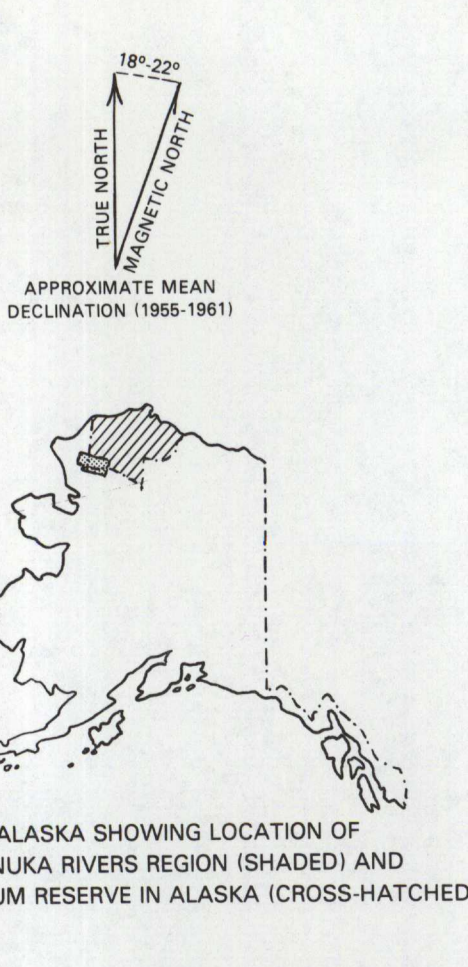 18°-22°
TRUE NORTH
MAGNETIC NORTH
APPROXIMATE MEAN
DECLINATION (1955-1961)
ALASKA SHOWING LOCATION OF
NUKA RIVERS REGION (SHADED) AND
UM RESERVE IN ALASKA (CROSS-HATCHED